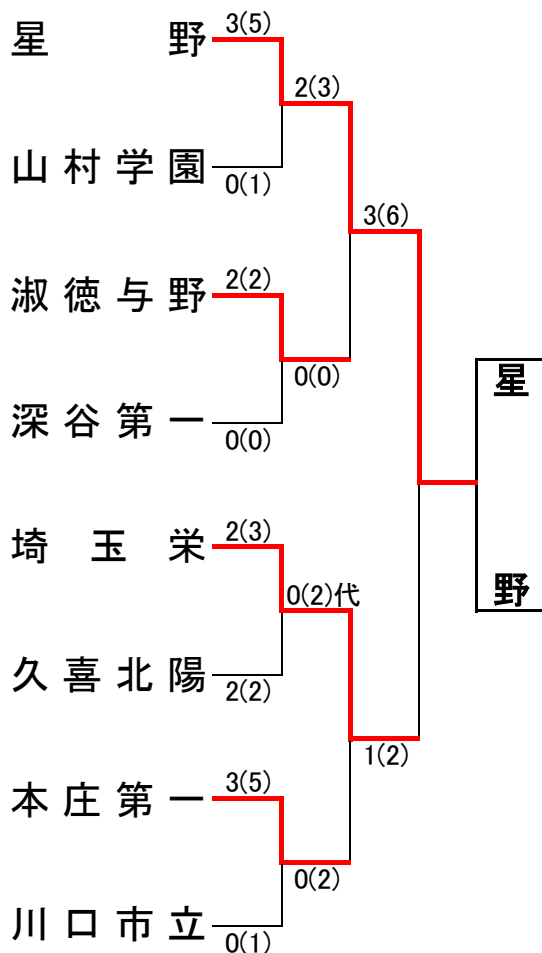 3(5)
星野
2(3)
山村学園
0(1)
3(6)
淑徳与野
2(2)
0(0)
星
深谷第一
0(0)
埼玉栄
2(3)
0(2)代
野
久喜北陽
2(2)
1(2)
本庄第一
3(5)
0(2)
川口市立
0(1)